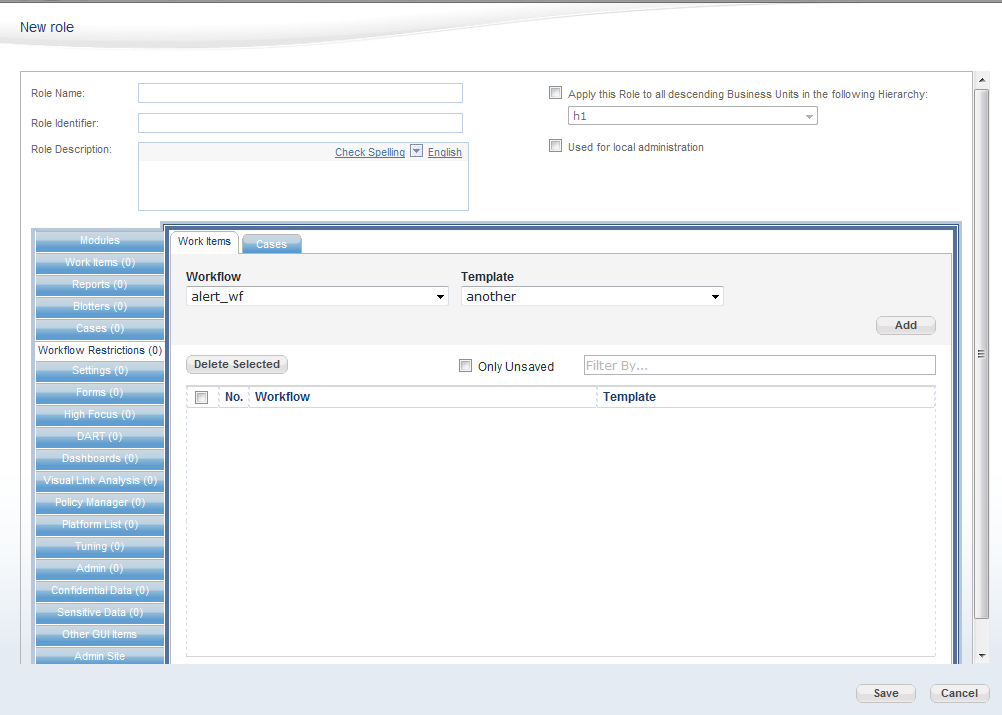 New role
Role Name:
Role Identifier:
Role Description:
Check Spelling English
Apply this Role to all descending Business Units in the following Hierarchy:
h1
Used for local administration
Modules
Work Items (0)
Reports (0)
Blotters (0)
Cases (0)
Workflow Restrictions (0)
Settings (0)
Forms (0)
High Focus (0)
DART (0)
Dashboards (0)
Visual Link Analysis (0)
Policy Manager (0)
Platform List (0)
Tuning (0)
Admin (0)
Confidential Data (0)
Sensitive Data (0)
Other GUI Items
Admin Site
Work Items Cases
Workflow Template
alert_wf another
Add
Delete Selected Only Unsaved Filter By...
No. Workflow Template
Save Cancel